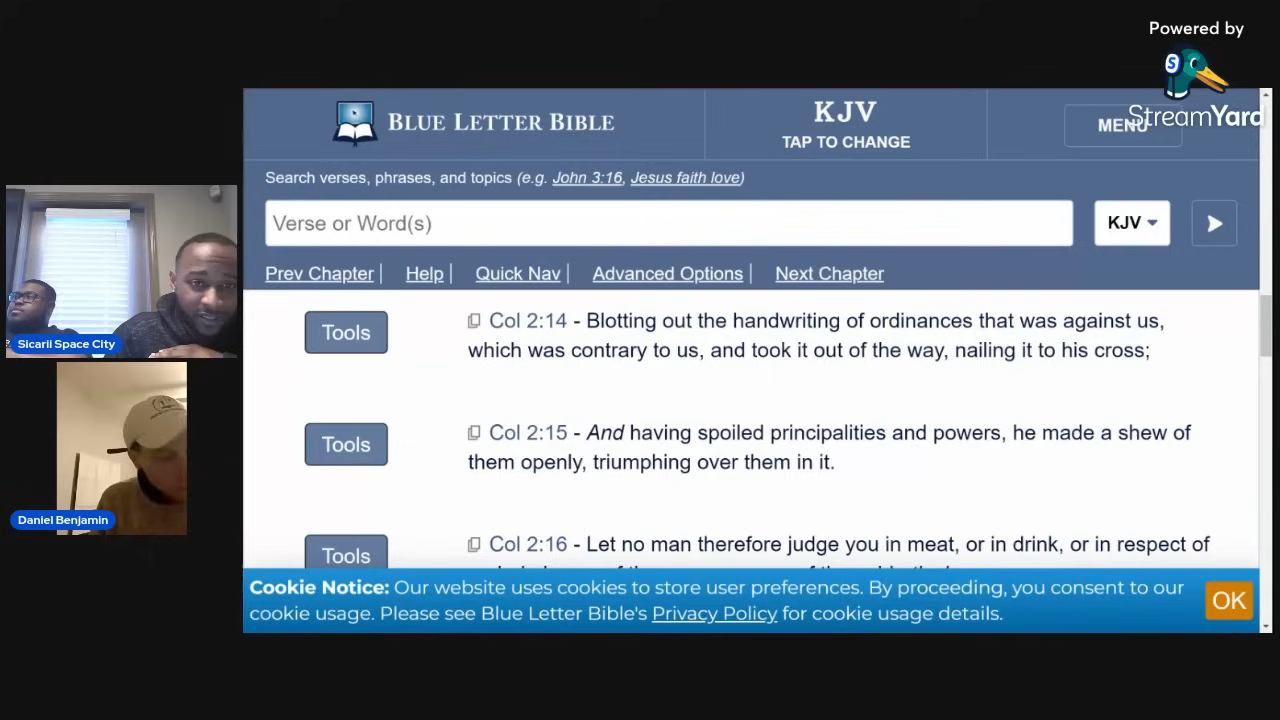 Powered by
StreamYard
BLUE LETTER BIBLE
KJV
TAP TO CHANGE
MENU
Search verses, phrases, and topics (e.g. John 3:16, Jesus faith love)
Verse or Word(s)
KJV
Prev Chapter | Help | Quick Nav | Advanced Options | Next Chapter
Tools
Col 2:14 - Blotting out the handwriting of ordinances that was against us,
which was contrary to us, and took it out of the way, nailing it to his cross;
Tools
Col 2:15 - And having spoiled principalities and powers, he made a shew of
them openly, triumphing over them in it.
Tools
Col 2:16 - Let no man therefore judge you in meat, or in drink, or in respect of
Cookie Notice: Our website uses cookies to store user preferences. By proceeding, you consent to our
cookie usage. Please see Blue Letter Bible's Privacy Policy for cookie usage details.
OK
Sicarii Space City
Daniel Benjamin